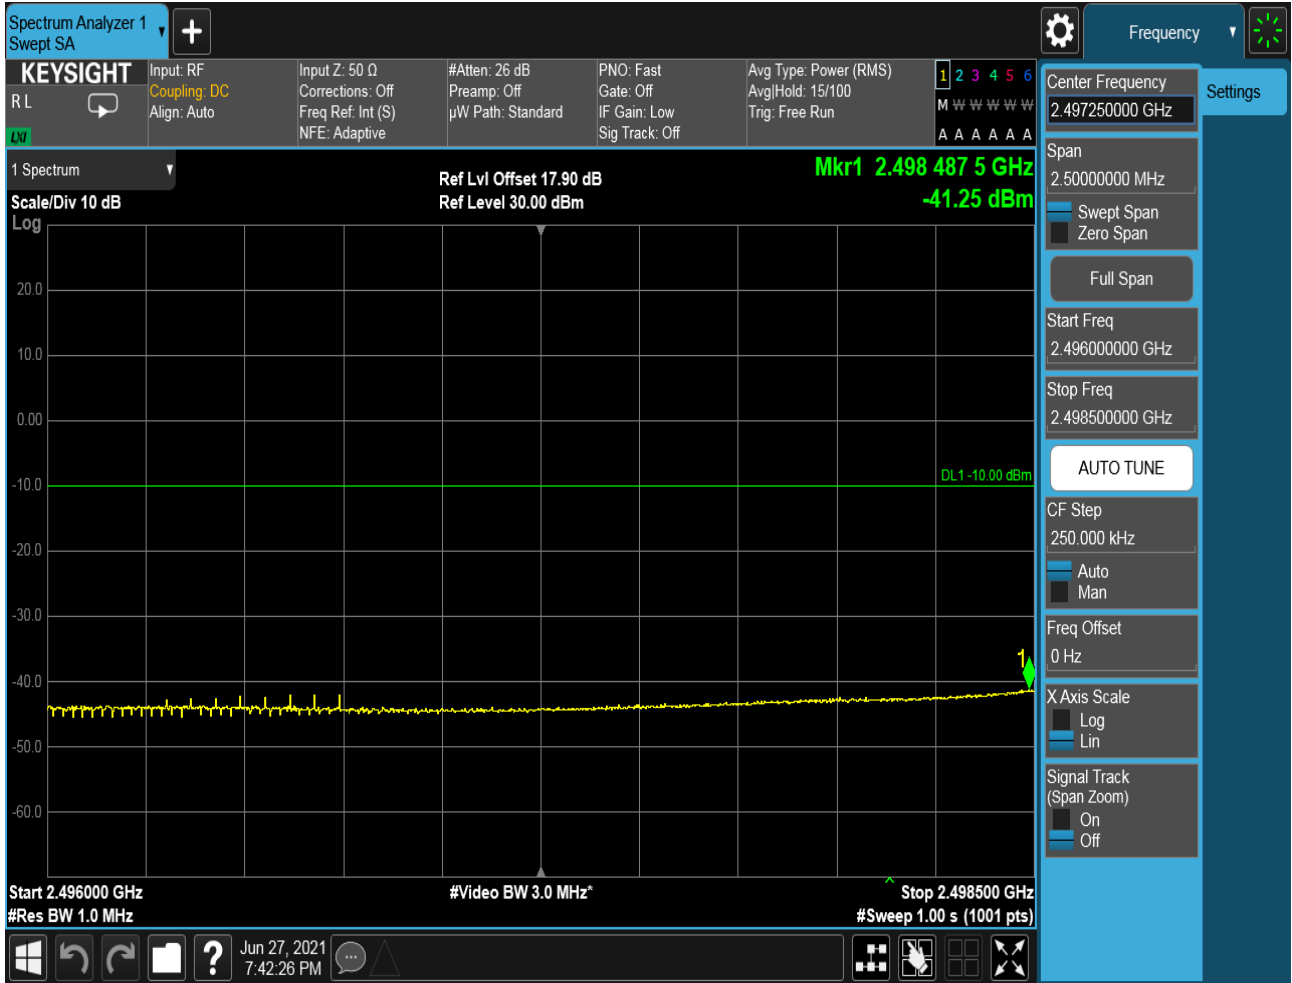 Spectrum Analyzer 1
Swept SA
Frequency
KEYSIGHT
R L
LXI
Input: RF
Coupling: DC
Align: Auto
Input Z: 50 Ω
Corrections: Off
Freq Ref: Int (S)
NFE: Adaptive
#Atten: 26 dB
Preamp: Off
µW Path: Standard
PNO: Fast
Gate: Off
IF Gain: Low
Sig Track: Off
Avg Type: Power (RMS)
Avg|Hold: 15/100
Trig: Free Run
1 2 3 4 5 6
M W W W W W
A A A A A A
1 Spectrum
Scale/Div 10 dB
Log
Ref Lvl Offset 17.90 dB
Ref Level 30.00 dBm
Mkr1 2.498 487 5 GHz
-41.25 dBm
20.0
10.0
0.00
-10.0
-20.0
-30.0
-40.0
-50.0
-60.0
DL1 -10.00 dBm
1
Start 2.496000 GHz
#Res BW 1.0 MHz
#Video BW 3.0 MHz*
Stop 2.498500 GHz
#Sweep 1.00 s (1001 pts)
Center Frequency
2.497250000 GHz
Span
2.50000000 MHz
Swept Span
Zero Span
Full Span
Start Freq
2.496000000 GHz
Stop Freq
2.498500000 GHz
AUTO TUNE
CF Step
250.000 kHz
Auto
Man
Freq Offset
0 Hz
X Axis Scale
Log
Lin
Signal Track
(Span Zoom)
On
Off
Settings
?
Jun 27, 2021
7:42:26 PM